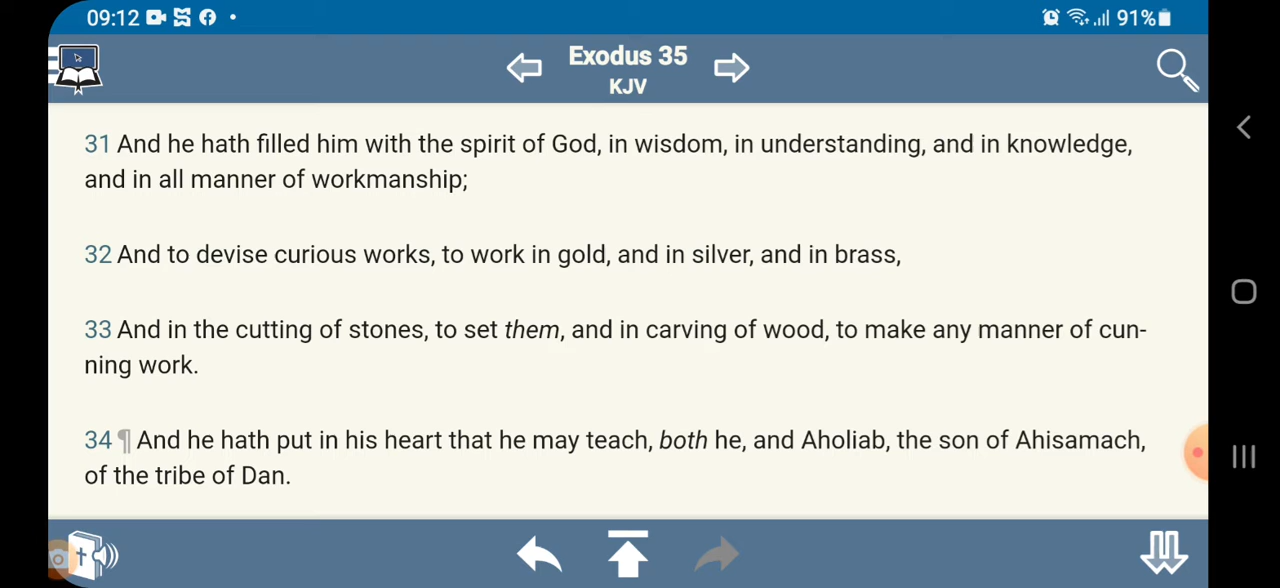 09:12
91%
Exodus 35
KJV
31 And he hath filled him with the spirit of God, in wisdom, in understanding, and in knowledge,
and in all manner of workmanship;
32 And to devise curious works, to work in gold, and in silver, and in brass,
33 And in the cutting of stones, to set them, and in carving of wood, to make any manner of cun-
ning work.
34 ¶ And he hath put in his heart that he may teach, both he, and Aholiab, the son of Ahisamach,
of the tribe of Dan.